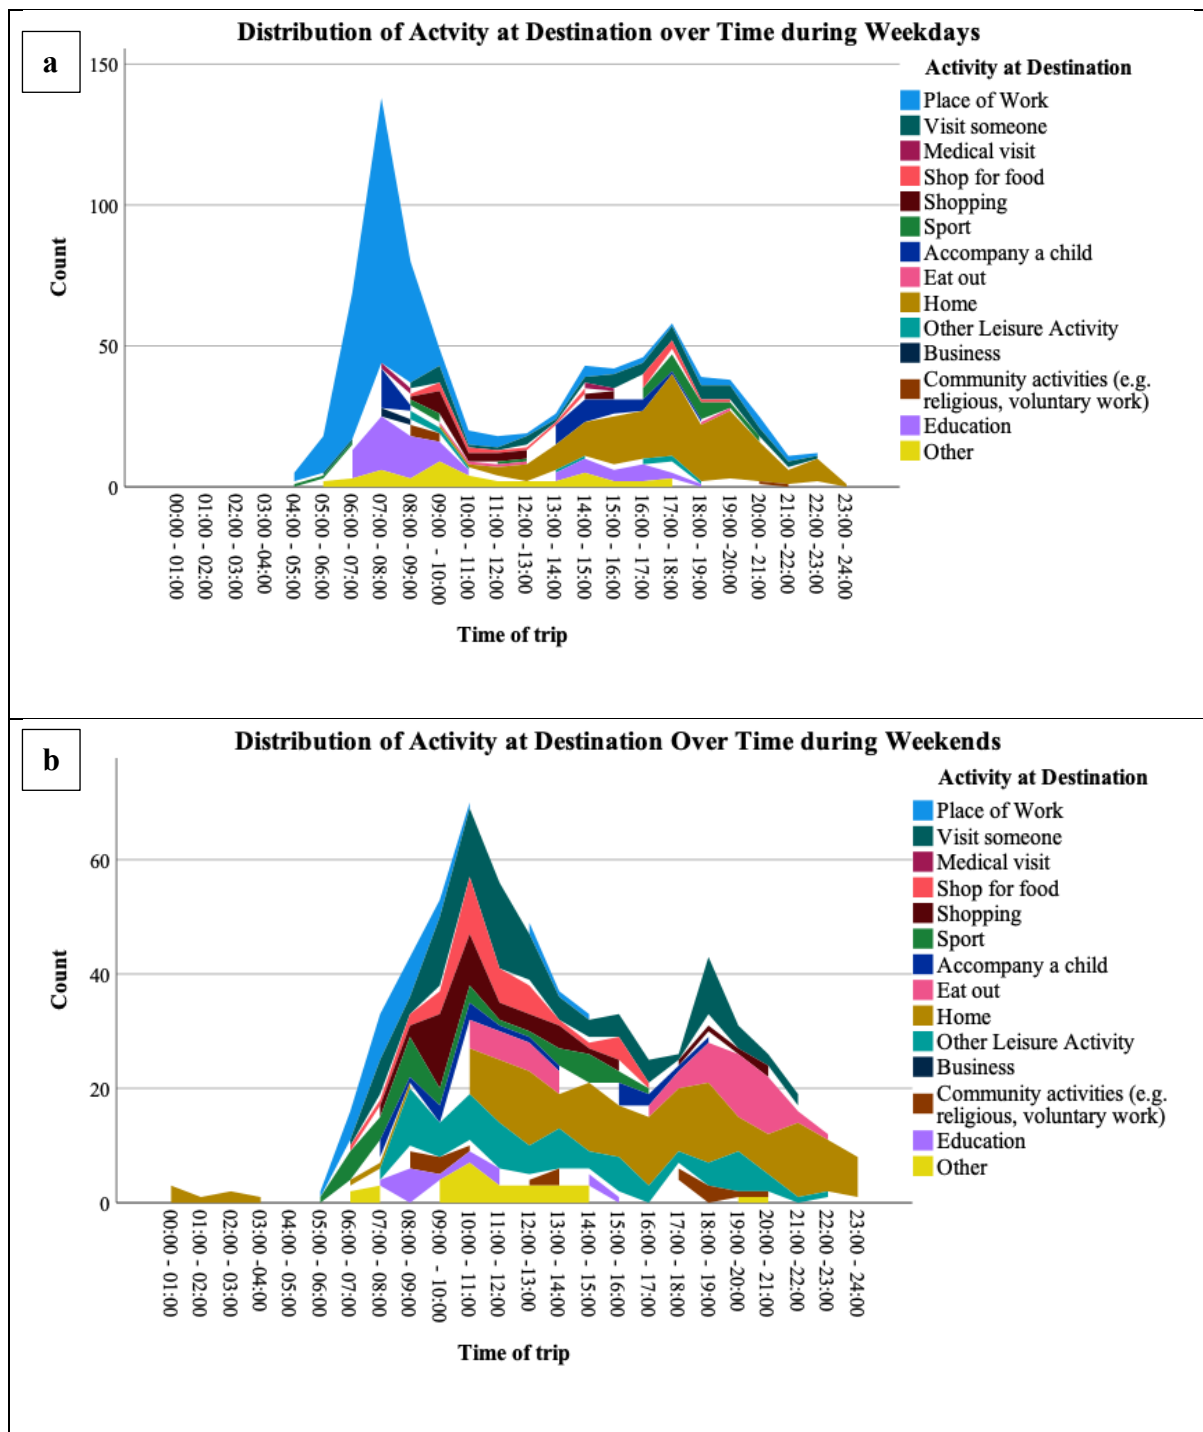 a
Distribution of Actvity at Destination over Time during Weekdays
150
100
50
0
Count
Activity at Destination
Place of Work
Visit someone
Medical visit
Shop for food
Shopping
Sport
Accompany a child
Eat out
Home
Other Leisure Activity
Business
Community activities (e.g.
religious, voluntary work)
Education
Other
00:00 - 01:00
01:00 - 02:00
02:00 - 03:00
03:00 -04:00
04:00 - 05:00
05:00 - 06:00
06:00 - 07:00
07:00 - 08:00
08:00 - 09:00
09:00 - 10:00
10:00 - 11:00
11:00 - 12:00
12:00 -13:00
13:00 - 14:00
14:00 - 15:00
15:00 - 16:00
16:00 - 17:00
17:00 - 18:00
18:00 - 19:00
19:00 -20:00
20:00 - 21:00
21:00 -22:00
22:00 -23:00
23:00 - 24:00
Time of trip
b
Distribution of Activity at Destination Over Time during Weekends
60
40
20
0
Count
Activity at Destination
Place of Work
Visit someone
Medical visit
Shop for food
Shopping
Sport
Accompany a child
Eat out
Home
Other Leisure Activity
Business
Community activities (e.g.
religious, voluntary work)
Education
Other
00:00 - 01:00
01:00 - 02:00
02:00 - 03:00
03:00 -04:00
04:00 - 05:00
05:00 - 06:00
06:00 - 07:00
07:00 - 08:00
08:00 - 09:00
09:00 - 10:00
10:00 - 11:00
11:00 - 12:00
12:00 -13:00
13:00 - 14:00
14:00 - 15:00
15:00 - 16:00
16:00 - 17:00
17:00 - 18:00
18:00 - 19:00
19:00 -20:00
20:00 - 21:00
21:00 -22:00
22:00 -23:00
23:00 - 24:00
Time of trip